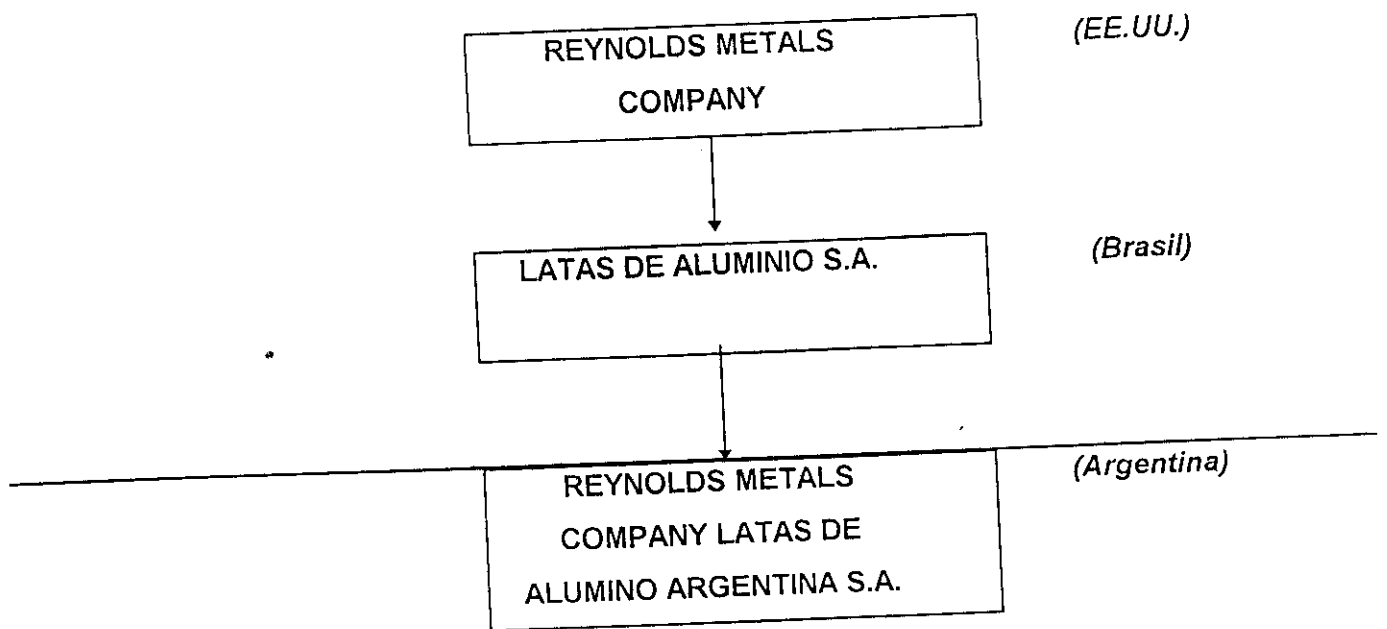 REYNOLDS METALS
COMPANY
(EE.UU.)
LATAS DE ALUMINIO S.A.
(Brasil)
REYNOLDS METALS
COMPANY LATAS DE
ALUMINO ARGENTINA S.A.
(Argentina)